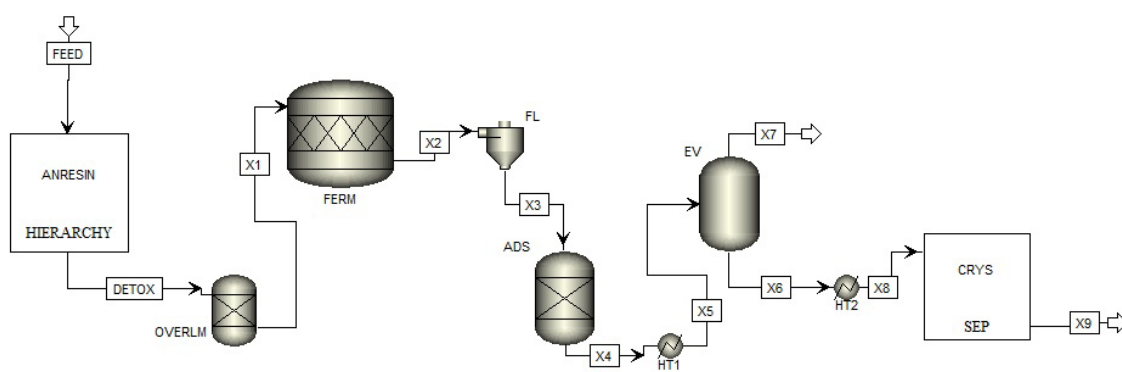 FEED
ANRESIN
HIERARCHY
DETOX
OVERLM
X1
FERM
X2
FL
X3
ADS
X4
HT1
X5
EV
X7
X6
HT2
X8
CRYS
SEP
X9